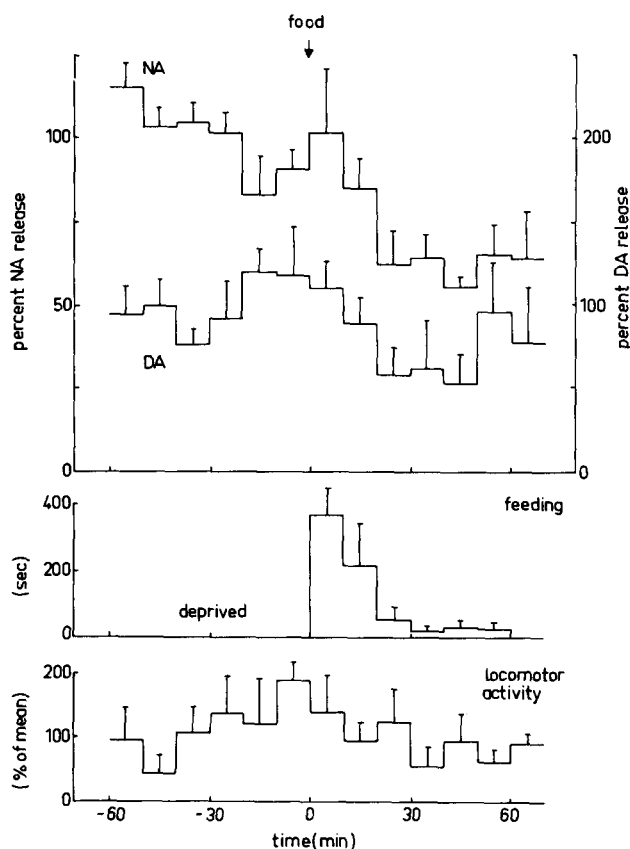 food
NA
DA
percent NA release
100
50
0
percent DA release
200
100
0
feeding
(sec)
400
200
0
deprived
locomotor
activity
(% of mean)
200
100
0
-60
-30
0
30
60
time(min)